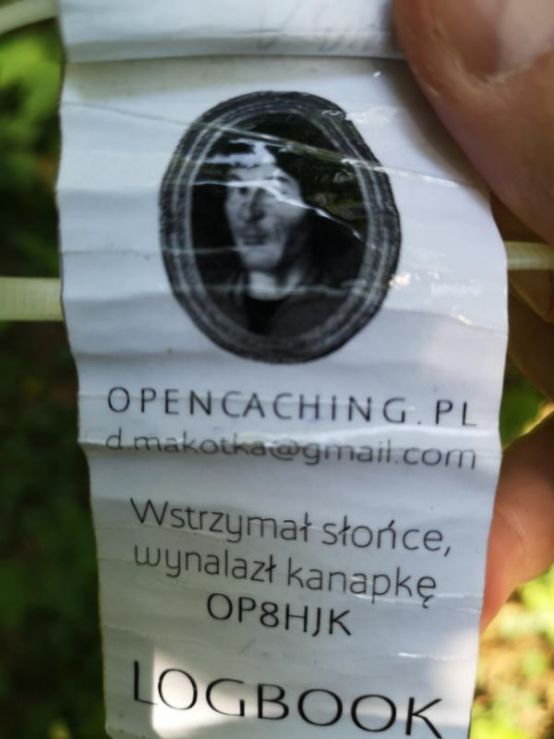 OPENCACHING.PL
d.makotka@gmail.com
Wstrzymał słońce,
wynalazł kanapkę
OP8HJK
LOGBOOK